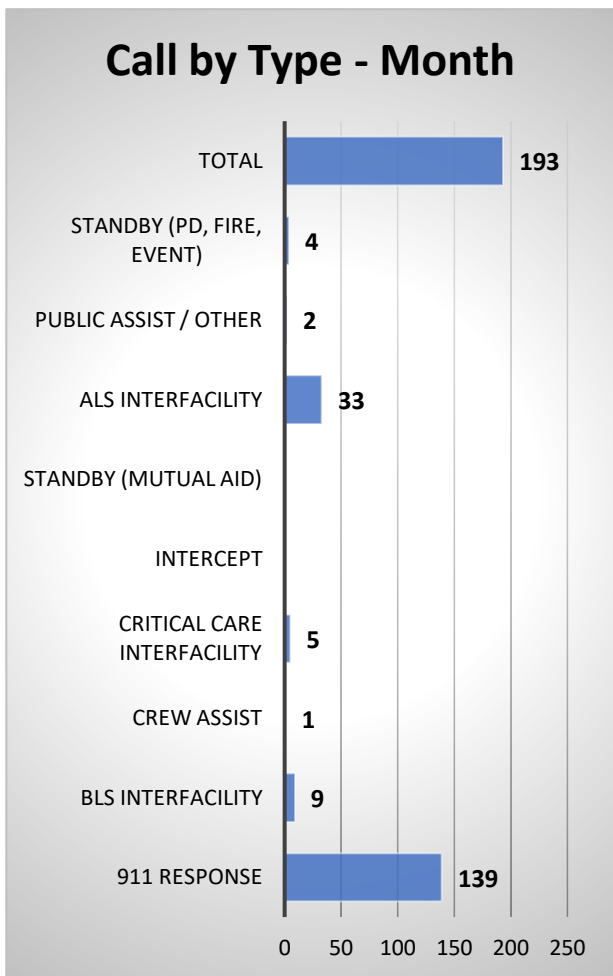 Call by Type - Month
TOTAL
193
STANDBY (PD, FIRE,
EVENT)
4
PUBLIC ASSIST / OTHER
2
ALS INTERFACILITY
33
STANDBY (MUTUAL AID)
INTERCEPT
CRITICAL CARE
INTERFACILITY
5
CREW ASSIST
1
BLS INTERFACILITY
9
911 RESPONSE
139
0 50 100 150 200 250